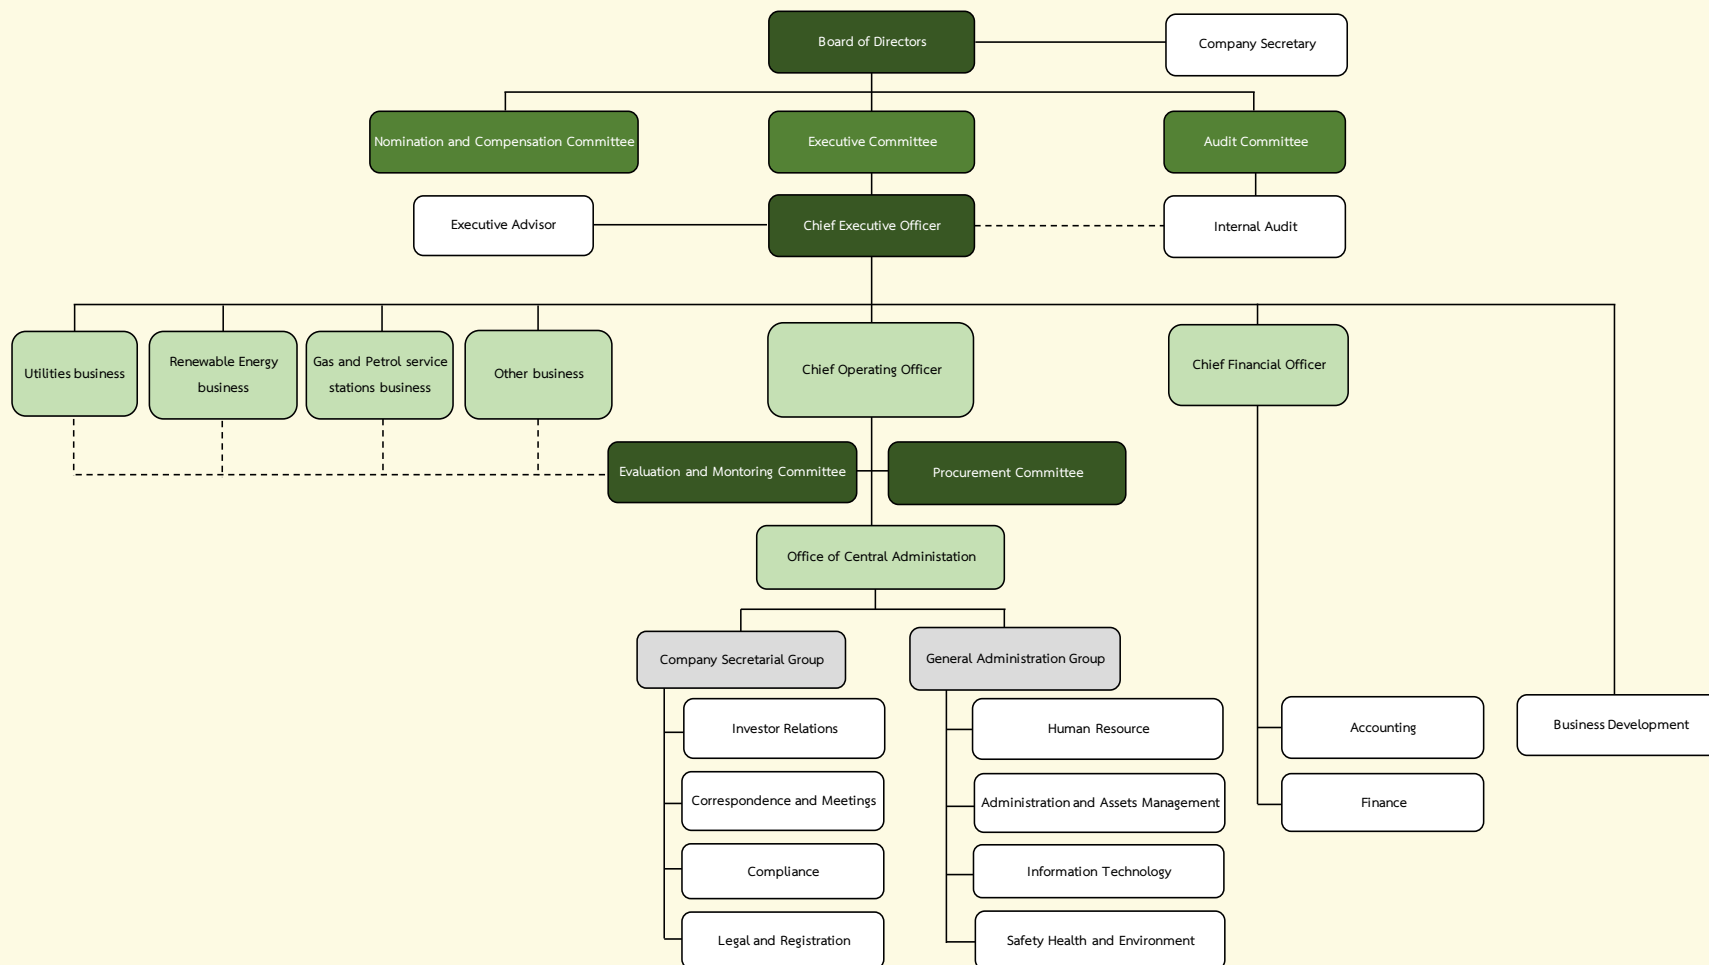 Board of Directors
Company Secretary
Nomination and Compensation Committee
Executive Committee
Audit Committee
Executive Advisor
Chief Executive Officer
Internal Audit
Utilities business
Renewable Energy
business
Gas and Petrol service
stations business
Other business
Chief Operating Officer
Chief Financial Officer
Evaluation and Montoring Committee
Procurement Committee
Office of Central Administation
Company Secretarial Group
General Administration Group
Investor Relations
Human Resource
Accounting
Business Development
Correspondence and Meetings
Administration and Assets Management
Finance
Compliance
Information Technology
Legal and Registration
Safety Health and Environment